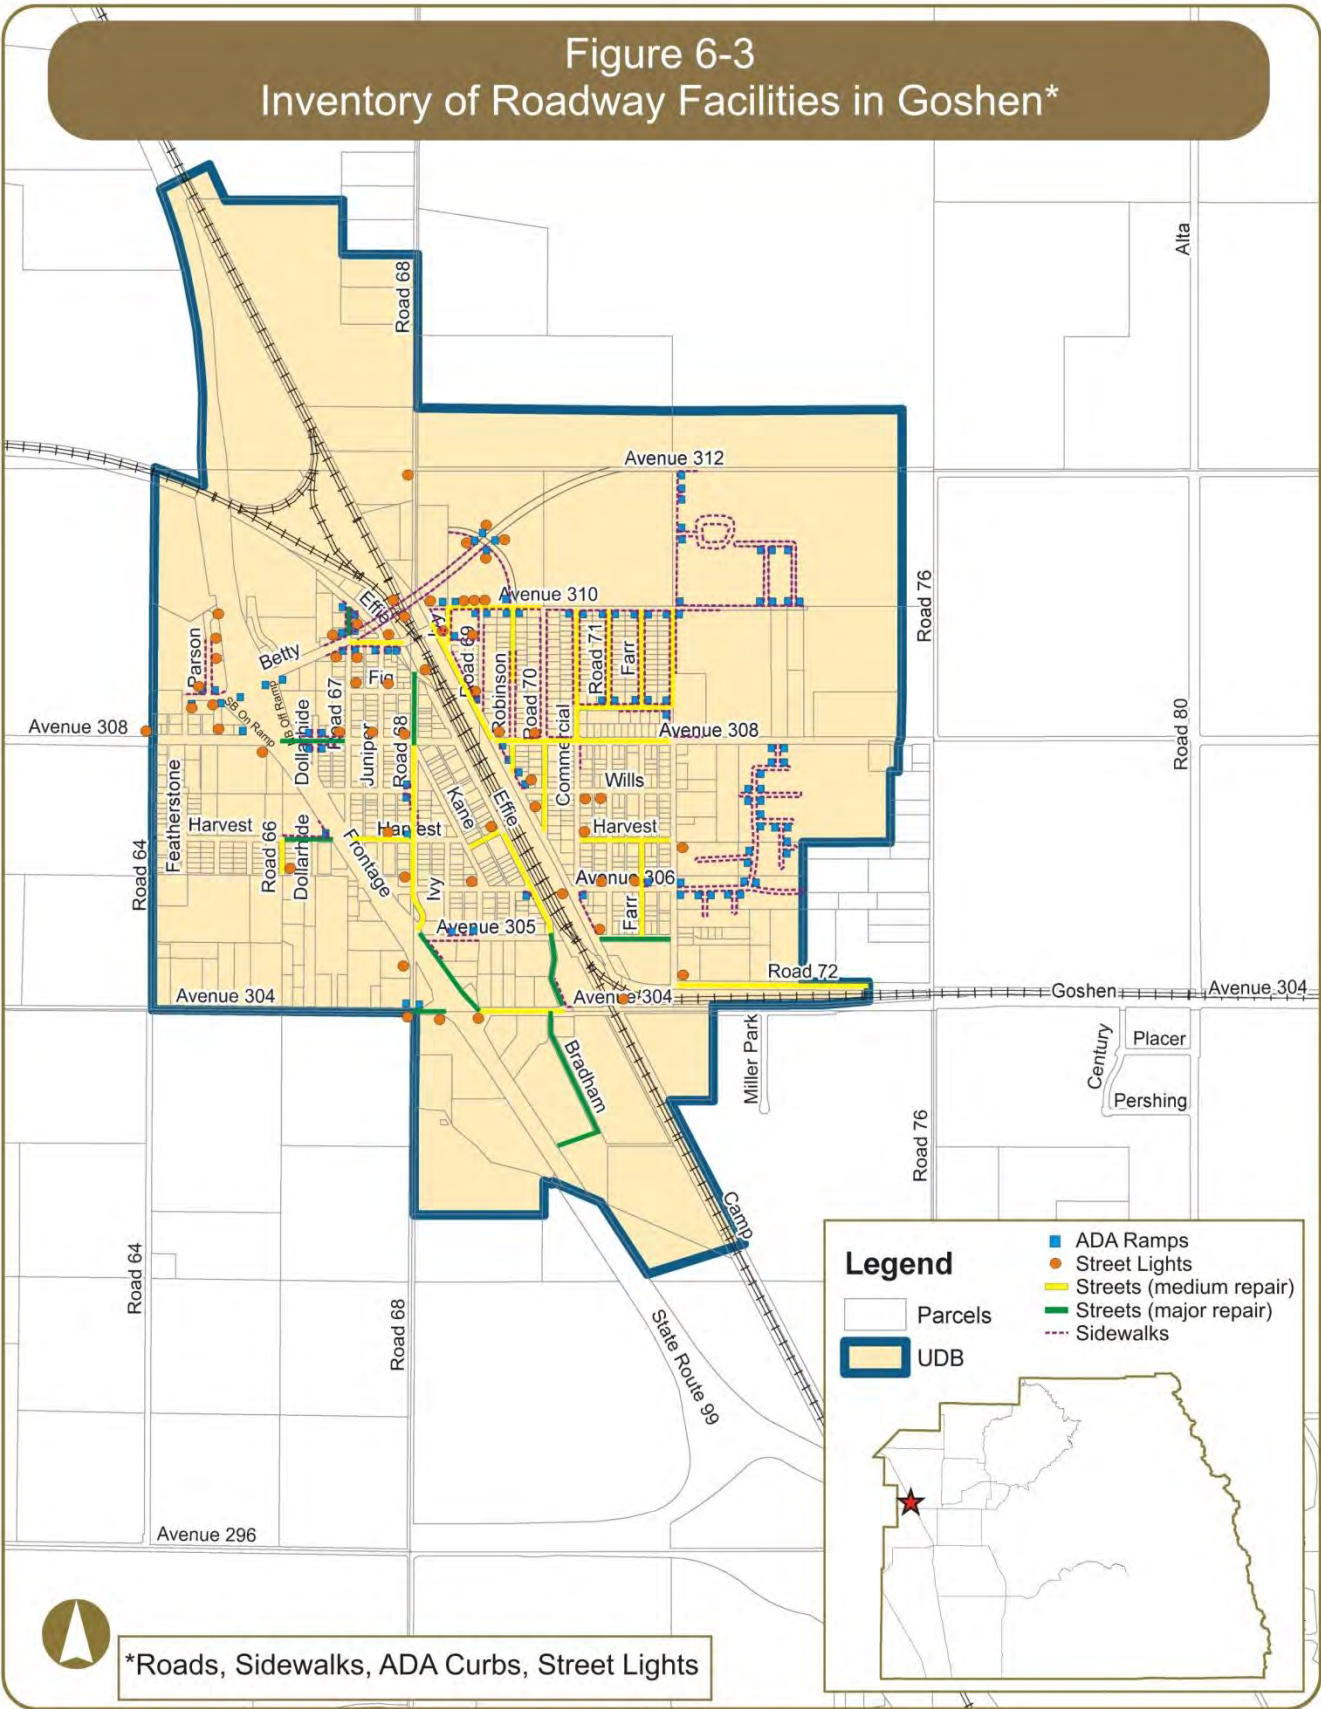 Figure 6-3
Inventory of Roadway Facilities in Goshen*
Alta
Road 68
Avenue 312
Road 76
Avenue 310
Effie
Ivy
Road 69
Road 71
Farr
Parson
Betty
Fig
Robinson
Road 70
Road 67
SB On Ramp
Off Ramp
Avenue 308
Dollarhide
Juniper
Road 68
Commercial
Avenue 308
Road 80
Featherstone
Kane
Effie
Wills
Harvest
Harvest
Harvest
Road 64
Road 66
Dollarhide
Frontage
Ivy
Avenue 306
Farr
Avenue 305
Road 72
Avenue 304
Avenue 304
Goshen
Avenue 304
Bradham
Miller Park
Century
Placer
Pershing
Road 76
Camp
Road 64
Road 68
State Route 99
Avenue 296
Legend
Parcels
UDB
ADA Ramps
Street Lights
Streets (medium repair)
Streets (major repair)
Sidewalks
*Roads, Sidewalks, ADA Curbs, Street Lights